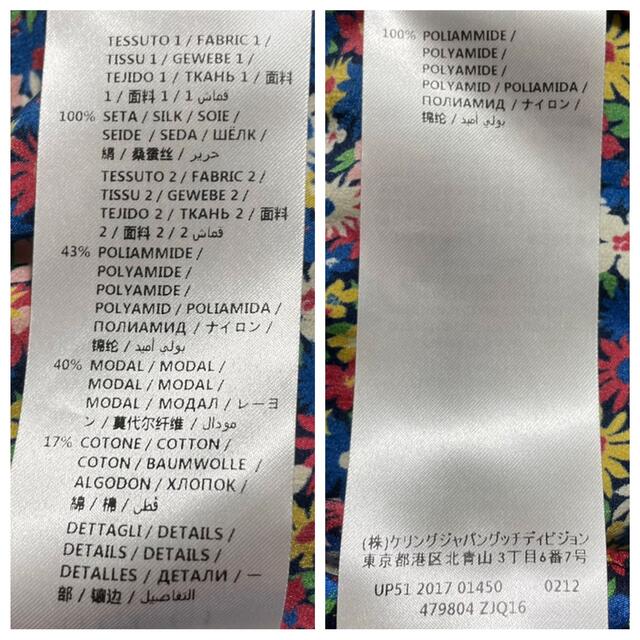 TESSUTO 1 / FABRIC 1 /
TISSU 1 / GEWEBE 1 /
TEJIDO 1 / ТКАНЬ 1 / 面料
1 / 面料 1 / قماش 1
100% SETA / SILK / SOIE /
SEIDE / SEDA / ШЁЛК /
絹 / 桑蚕丝 / حرير
TESSUTO 2 / FABRIC 2 /
TISSU 2 / GEWEBE 2 /
TEJIDO 2 / ТКАНЬ 2 / 面料
2 / 面料 2 / قماش 2
43% POLIAMMIDE /
POLYAMIDE /
POLYAMIDE /
POLYAMID / POLIAMIDA /
ПОЛИАМИД / ナイロン /
锦纶 / بولي أميد
40% MODAL / MODAL /
MODAL / MODAL /
MODAL / МОДАЛ / レーヨ
ン / 莫代尔纤维 / مودال
17% COTONE / COTTON /
COTON / BAUMWOLLE /
ALGODON / ХЛОПОК /
綿 / 棉 / قطن
DETTAGLI / DETAILS /
DETAILS / DETAILS /
DETALLES / ДЕТАЛИ / 一
部 / 镶边 / التفاصيل
100% POLIAMMIDE /
POLYAMIDE /
POLYAMIDE /
POLYAMID / POLIAMIDA /
ПОЛИАМИД / ナイロン /
锦纶 / بولي أميد
(株)ケリングジャパングッチディビジョン
東京都港区北青山 3丁目6番7号
UP51 2017 01450 0212
479804 ZJQ16